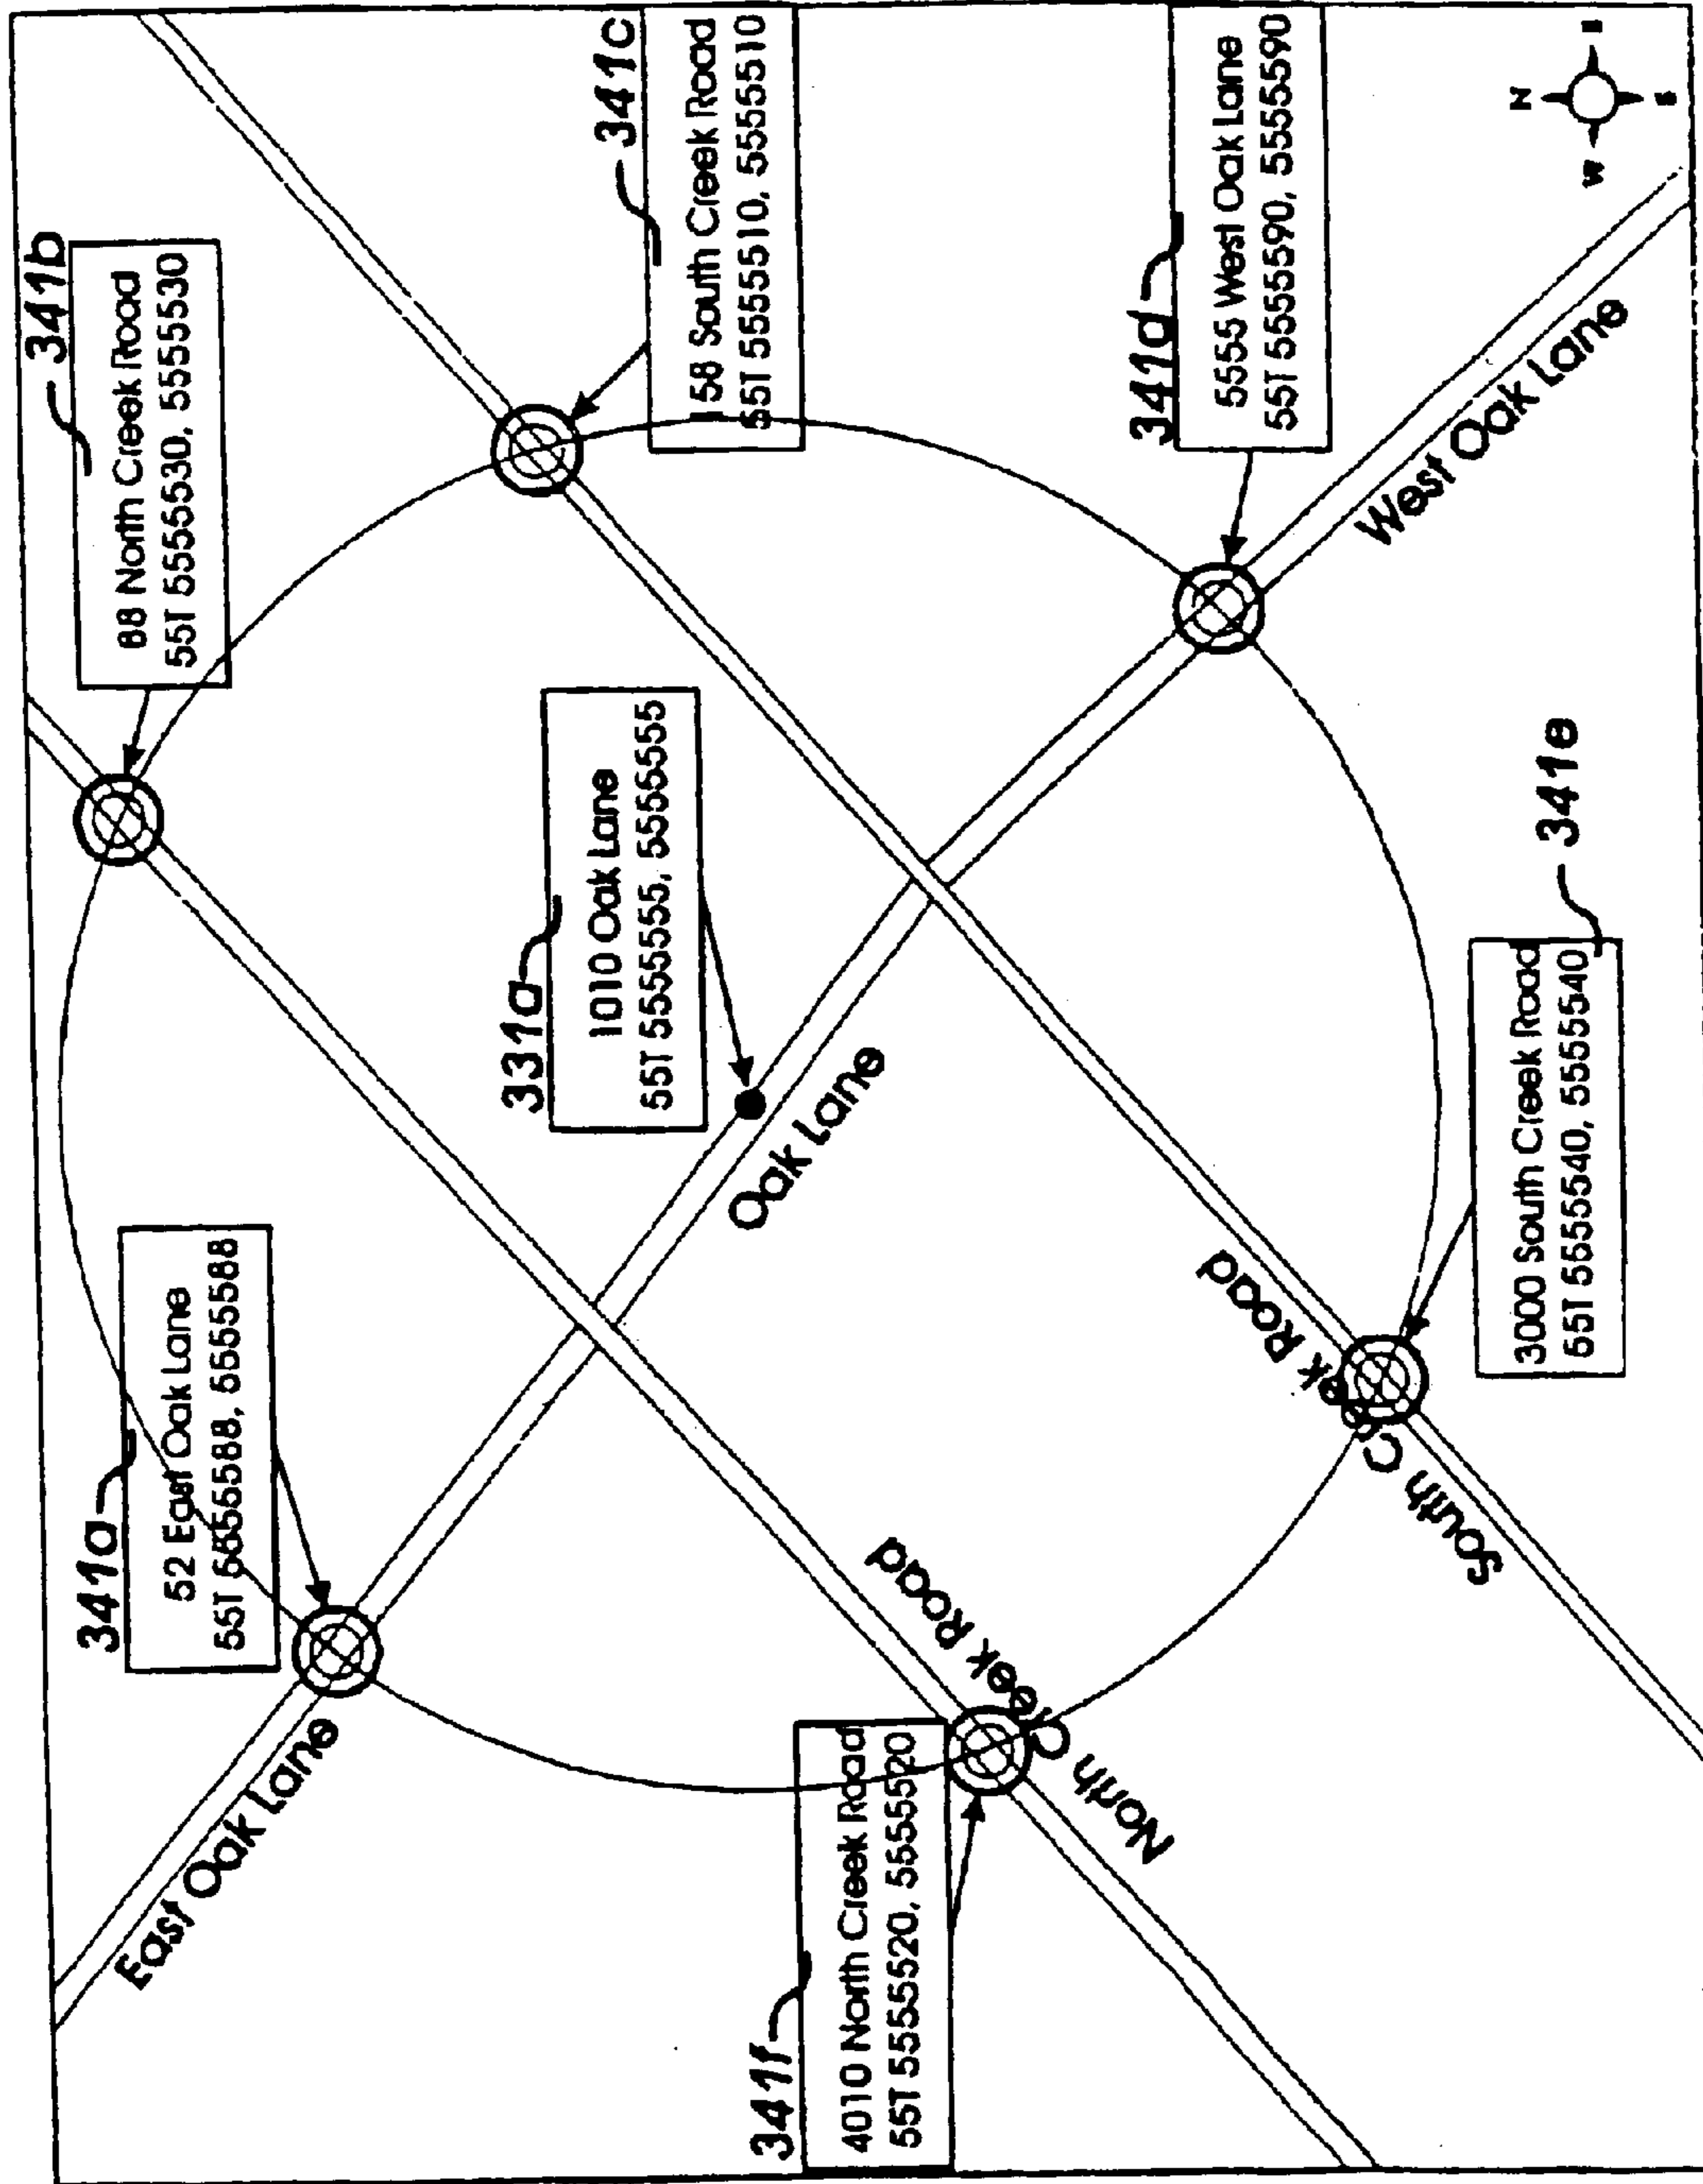 341b
88 North Creek Road
55T 5555530, 5555530
341a
52 East Oak Lane
55T 5855588, 5555588
East Oak Lane
341c
158 South Creek Road
55T 5555510, 5555510
331a
1010 Oak Lane
55T 5555555, 5555555
Oak Lane
341f
4010 North Creek Road
55T 5555520, 5555520
North Creek Road
341d
5555 West Oak Lane
55T 5555590, 5555590
West Oak Lane
South Creek Road
341e
3000 South Creek Road
55T 5555540, 5555540
N
W